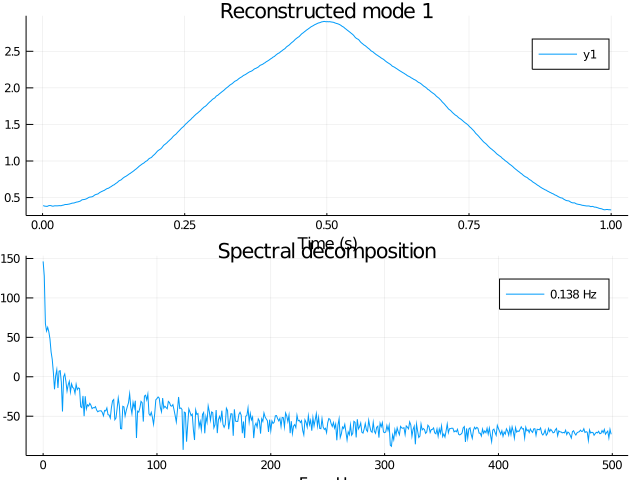 Reconstructed mode 1
y1
2.5
2.0
1.5
1.0
0.5
0.00 0.25 0.50 0.75 1.00
Time (s)
Spectral decomposition
0.138 Hz
150
100
50
0
-50
0 100 200 300 400 500